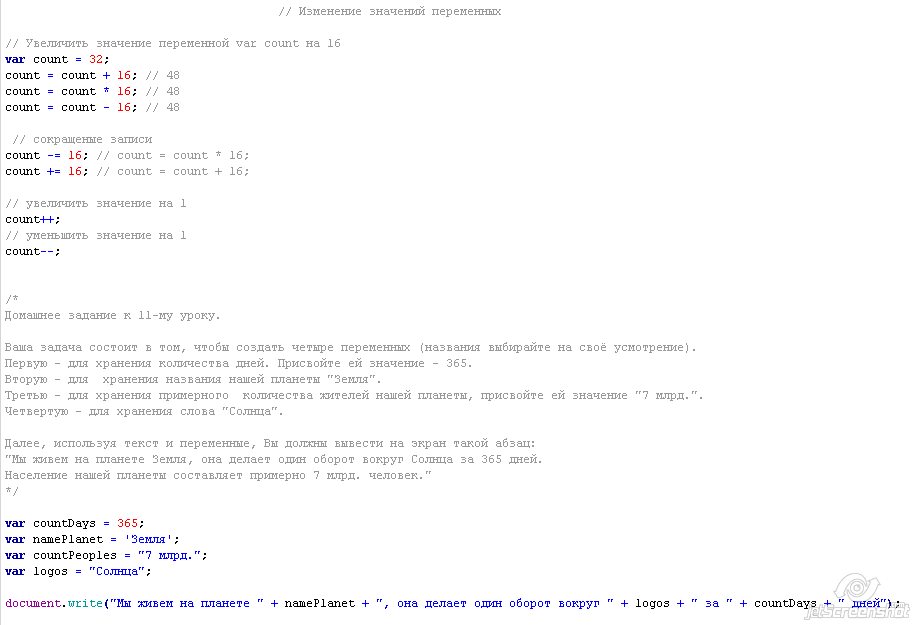 // Изменение значений переменных
// Увеличить значение переменной var count на 16
var count = 32;
count = count + 16; // 48
count = count * 16; // 48
count = count - 16; // 48
// сокращеные записи
count -= 16; // count = count * 16;
count += 16; // count = count + 16;
// увеличить значение на 1
count++;
// уменьшить значение на 1
count--;
/*
Домашнее задание к 11-му уроку.
Ваша задача состоит в том, чтобы создать четыре переменных (названия выбирайте на своё усмотрение).
Первую - для хранения количества дней. Присвойте ей значение - 365.
Вторую - для  хранения названия нашей планеты "Земля".
Третью - для хранения примерного  количества жителей нашей планеты, присвойте ей значение "7 млрд.".
Четвертую - для хранения слова "Солнца".
Далее, используя текст и переменные, Вы должны вывести на экран такой абзац:
"Мы живем на планете Земля, она делает один оборот вокруг Солнца за 365 дней.
Население нашей планеты составляет примерно 7 млрд. человек."
*/
var countDays = 365;
var namePlanet = 'Земля';
var countPeoples = "7 млрд.";
var logos = "Солнца";
document.write("Мы живем на планете " + namePlanet + ", она делает один оборот вокруг " + logos + " за " + countDays + " дней");
jetScreenshot